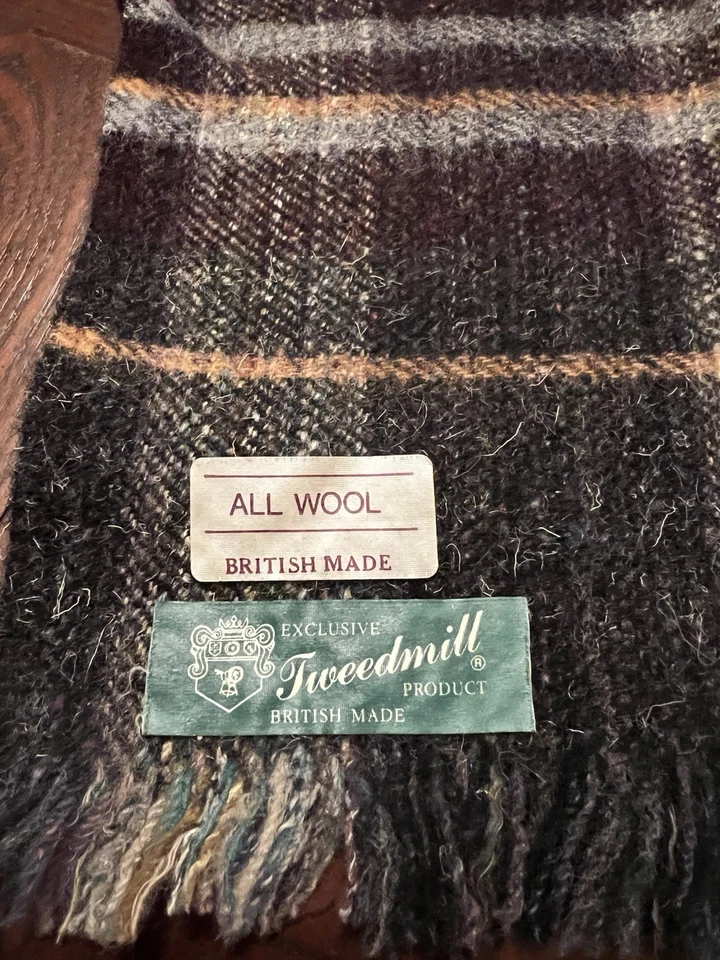 ALL WOOL
BRITISH MADE
EXCLUSIVE
Tweedmill ®
PRODUCT
BRITISH MADE